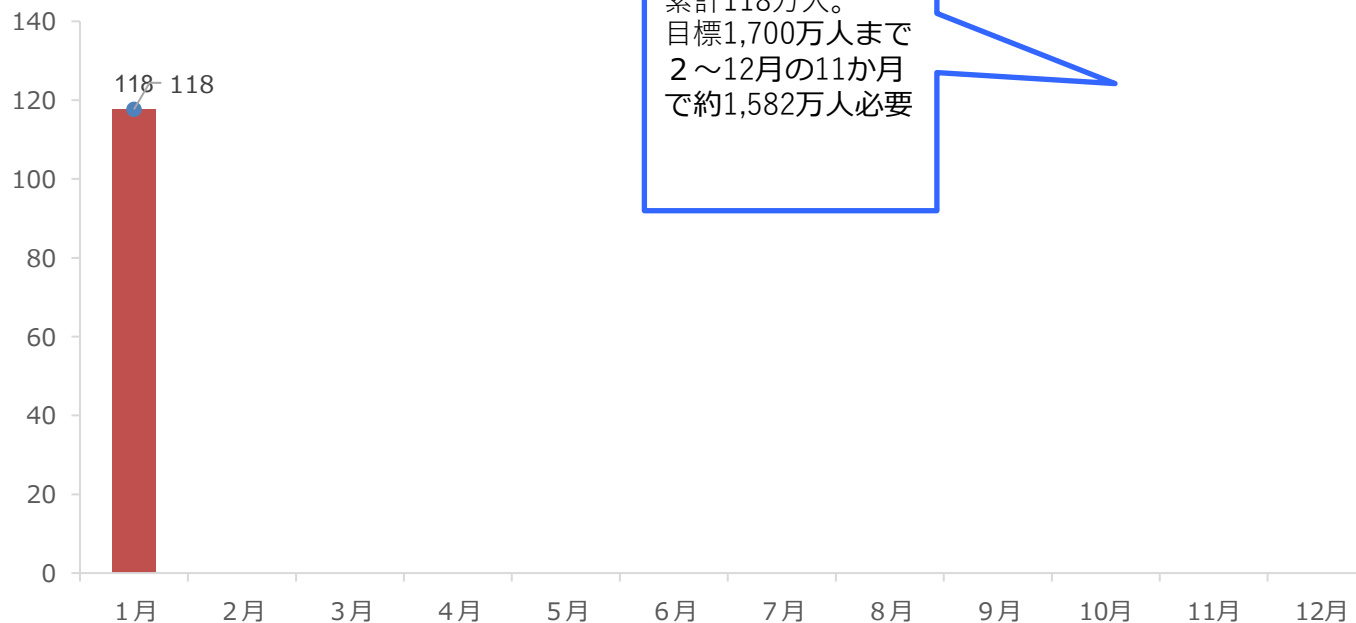 累計118万人。
目標1,700万人まで
２～12月の11か月
で約1,582万人必要
140
120
100
80
60
40
20
0
118
118
1月
2月
3月
4月
5月
6月
7月
8月
9月
10月
11月
12月